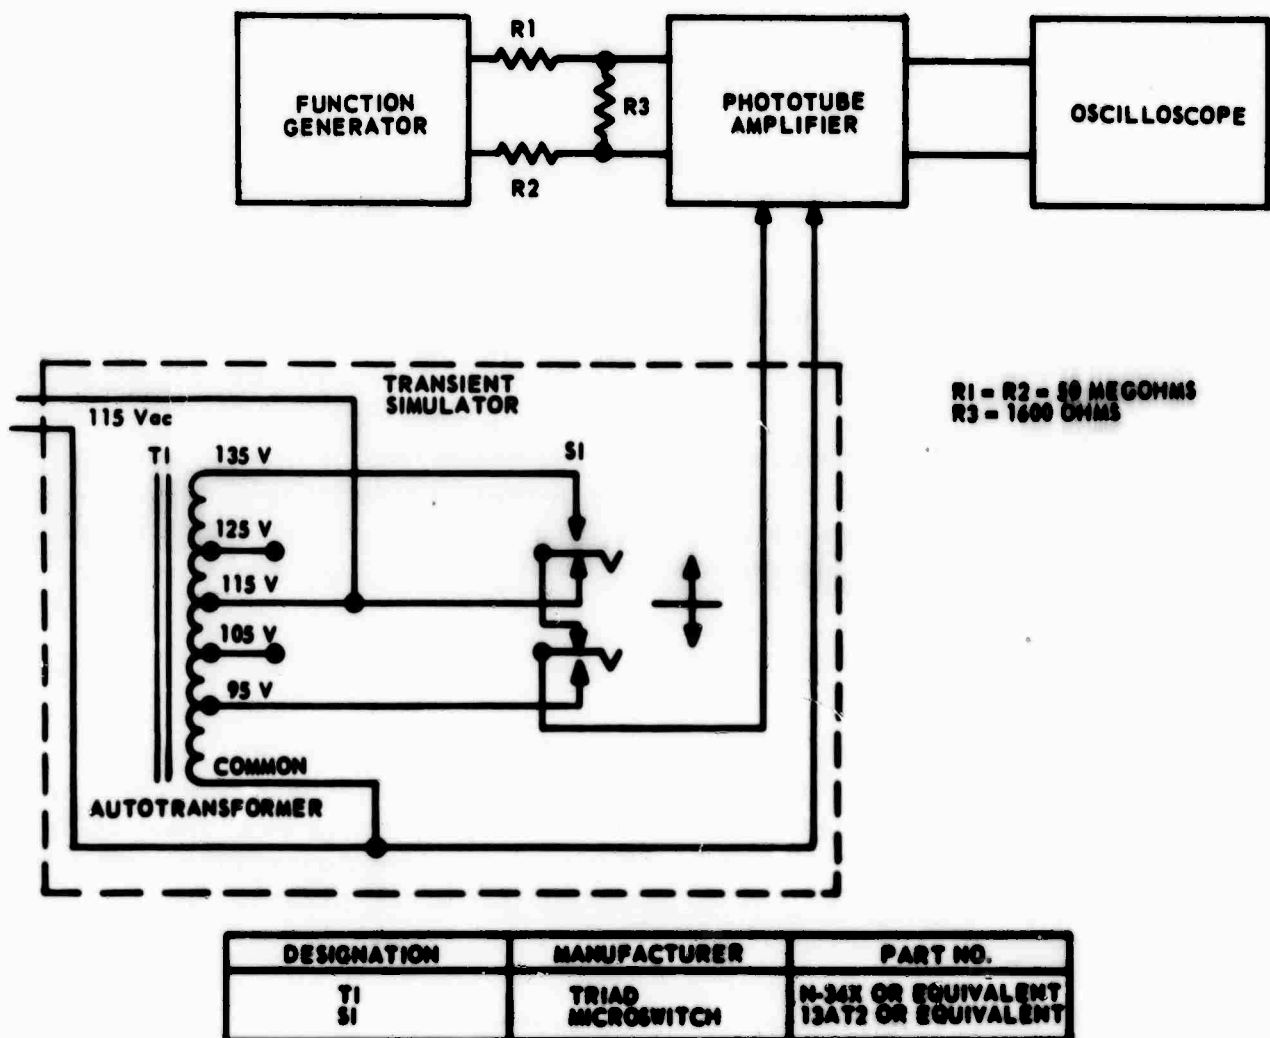 R1
R3
R2
FUNCTION
GENERATOR
PHOTOTUBE
AMPLIFIER
OSCILLOSCOPE
TRANSIENT
SIMULATOR
R1 = R2 = 50 MEGOHMS
R3 = 1600 OHMS
115 Vac
T1
135 V
S1
125 V
115 V
105 V
95 V
COMMON
AUTOTRANSFORMER
DESIGNATION MANUFACTURER PART NO.
T1 TRIAD N-34X OR EQUIVALENT
S1 MICROSWITCH 13AT2 OR EQUIVALENT